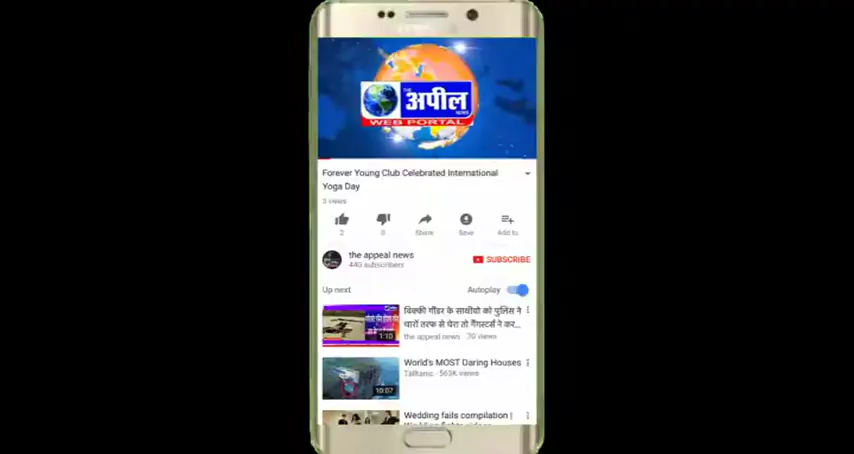 THE
अपील
NEWS
WEB PORTAL
Forever Young Club Celebrated International
Yoga Day
3 views
2
0
Share
Save
Add to
the appeal news
440 subscribers
SUBSCRIBE
Up next
Autoplay
विक्की गौंडर के साथीयो को पुलिस ने
चारों तरफ से घेरा तो गैंगस्टर्स ने कर...
the appeal news · 70 views
1:10
World's MOST Daring Houses
Talltanic · 563K views
10:07
Wedding fails compilation |